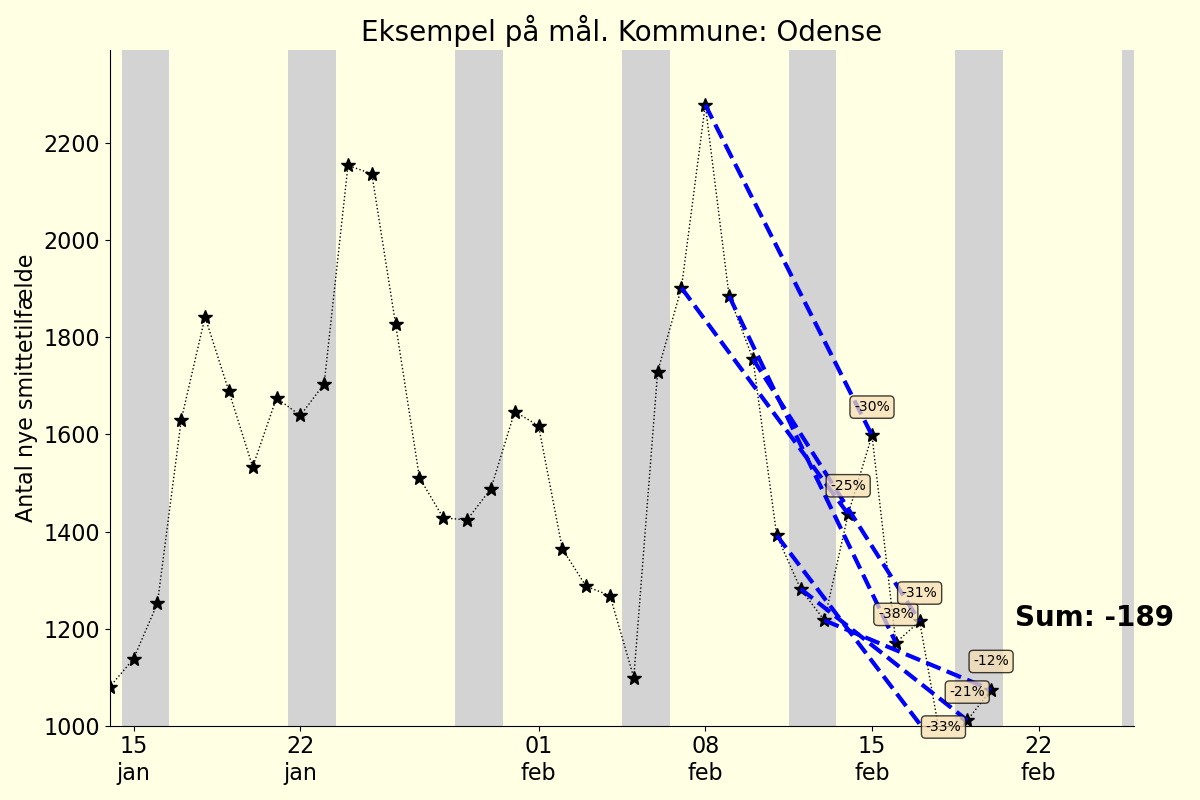 Eksempel på mål. Kommune: Odense
Antal nye smittetilfælde
2200
2000
1800
1600
1400
1200
1000
-30%
-25%
-31%
-38%
Sum: -189
-12%
-21%
-33%
15 22 01 08 15 22
jan jan feb feb feb feb